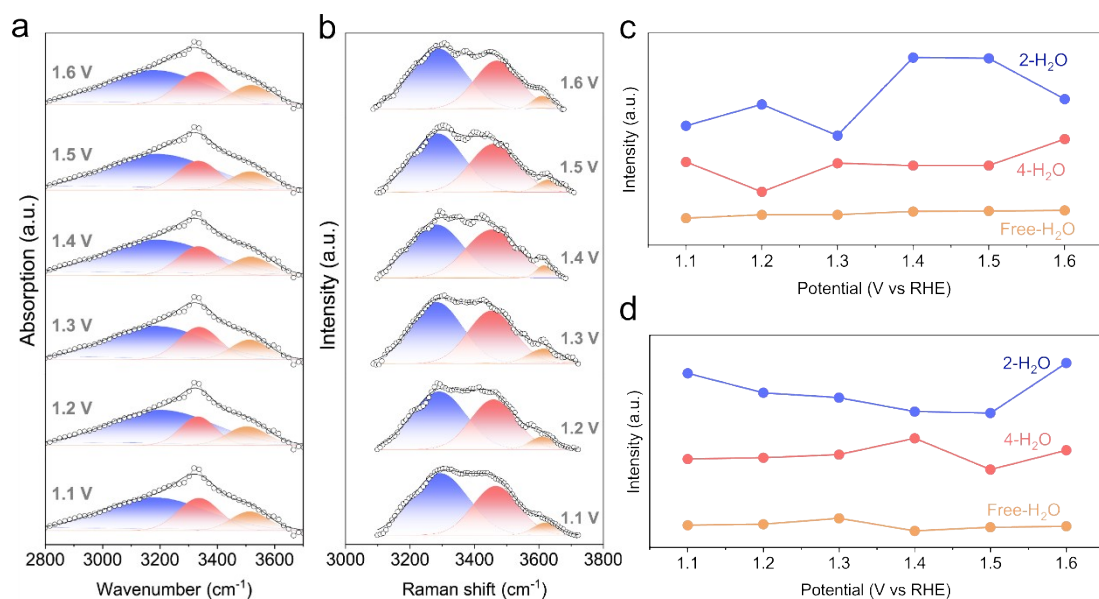 a
Absorption (a.u.)
1.6 V
1.5 V
1.4 V
1.3 V
1.2 V
1.1 V
2800 3000 3200 3400 3600
Wavenumber (cm⁻¹)
b
Intensity (a.u.)
1.6 V
1.5 V
1.4 V
1.3 V
1.2 V
1.1 V
3000 3200 3400 3600 3800
Raman shift (cm⁻¹)
c
Intensity (a.u.)
2-H₂O
4-H₂O
Free-H₂O
1.1 1.2 1.3 1.4 1.5 1.6
Potential (V vs RHE)
d
Intensity (a.u.)
2-H₂O
4-H₂O
Free-H₂O
1.1 1.2 1.3 1.4 1.5 1.6
Potential (V vs RHE)